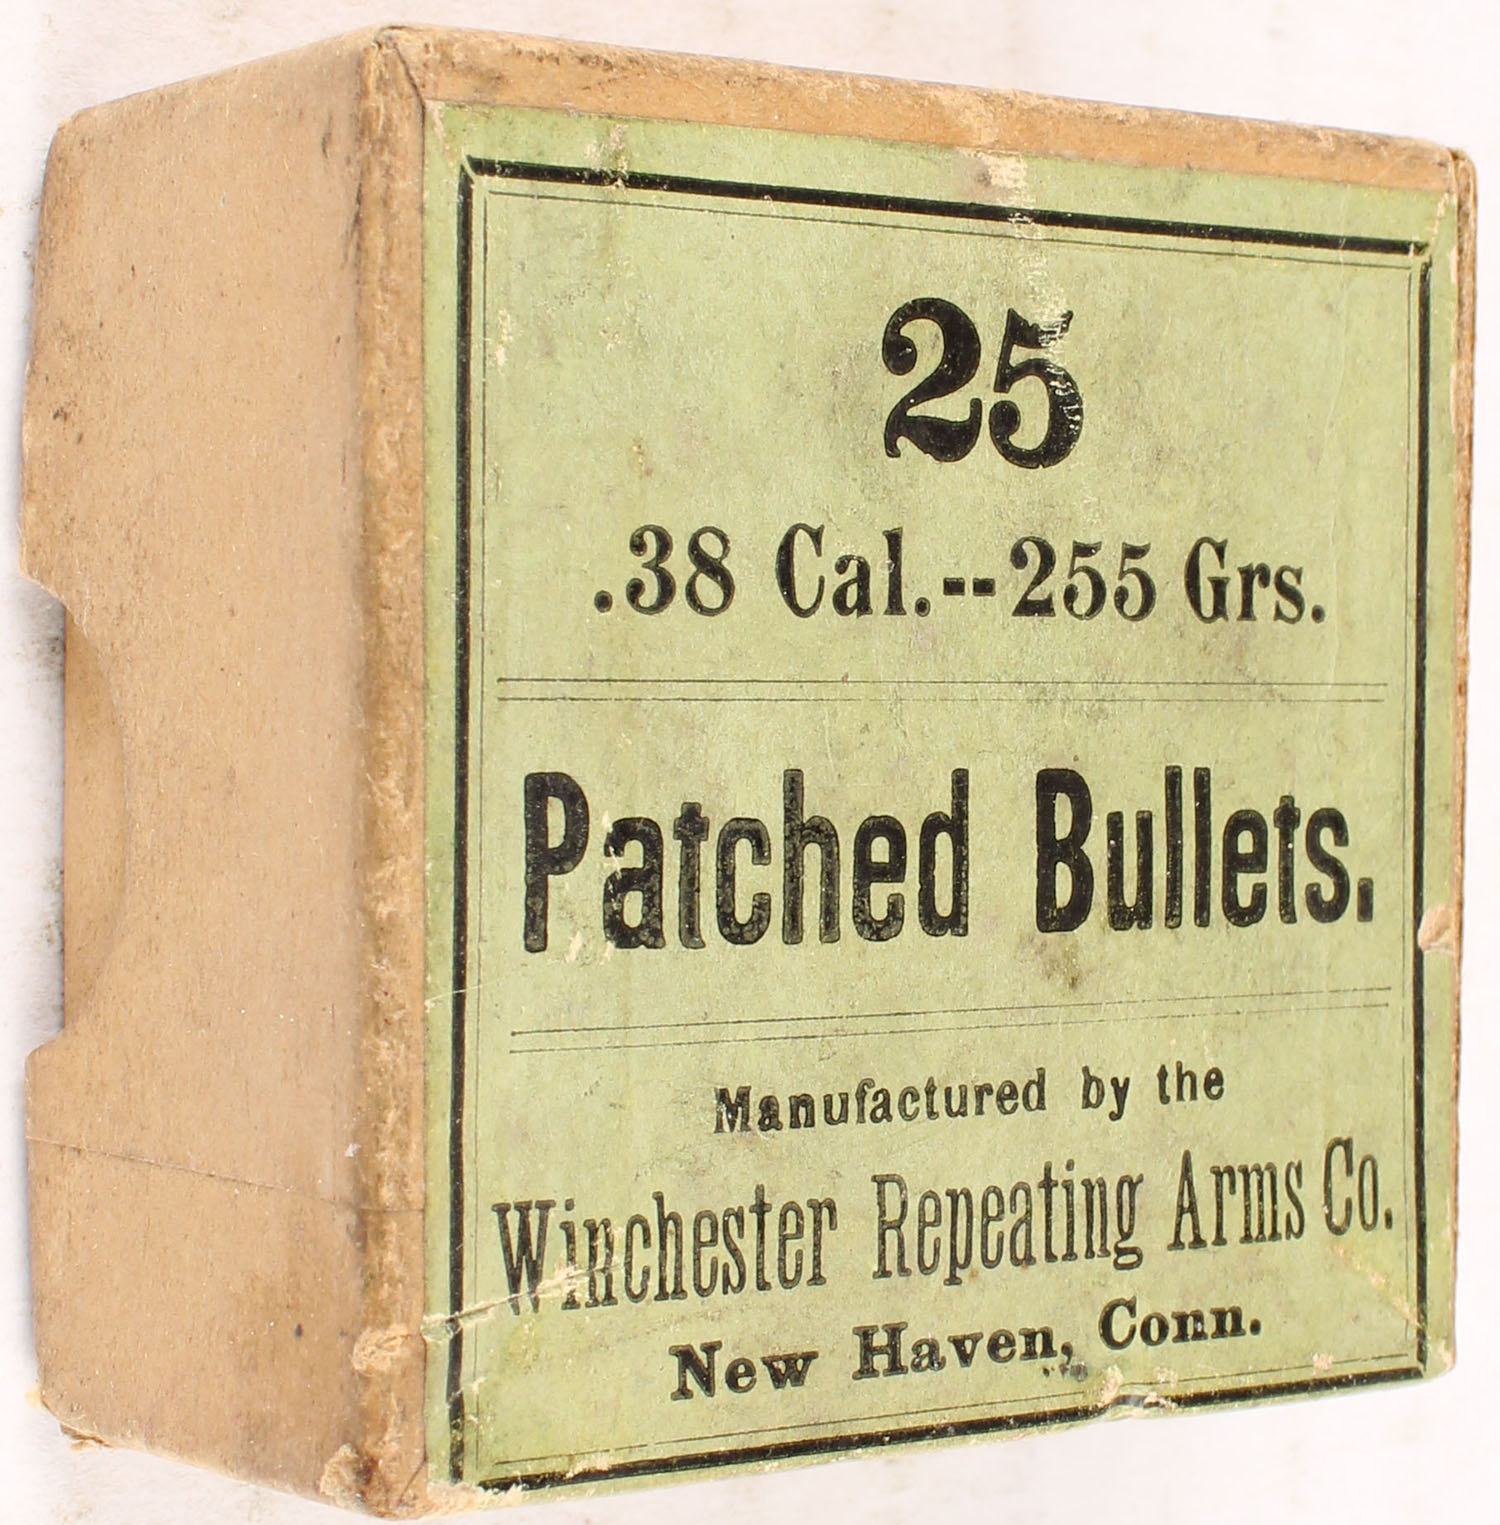 25
.38 Cal.--255 Grs.
Patched Bullets.
Manufactured by the
Winchester Repeating Arms Co.
New Haven, Conn.